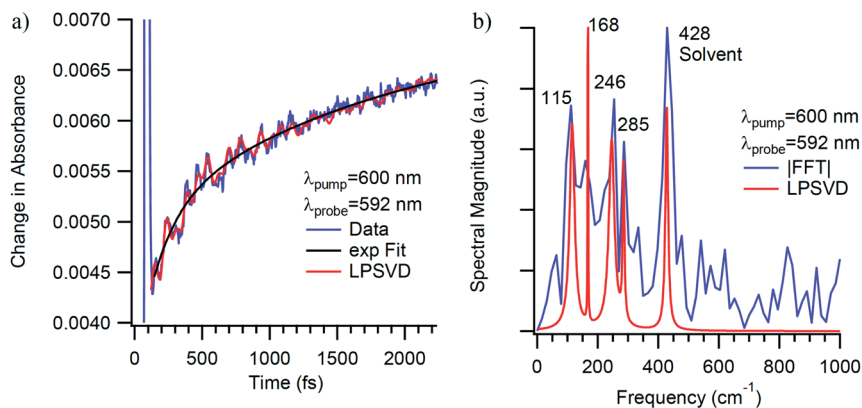 a)
Change in Absorbance
0.0070
0.0065
0.0060
0.0055
0.0050
0.0045
0.0040
λpump=600 nm
λprobe=592 nm
Data
exp Fit
LPSVD
0 500 1000 1500 2000
Time (fs)
b)
Spectral Magnitude (a.u.)
168
428
Solvent
246
115
285
λpump=600 nm
λprobe=592 nm
|FFT|
LPSVD
0 200 400 600 800 1000
Frequency (cm⁻¹)